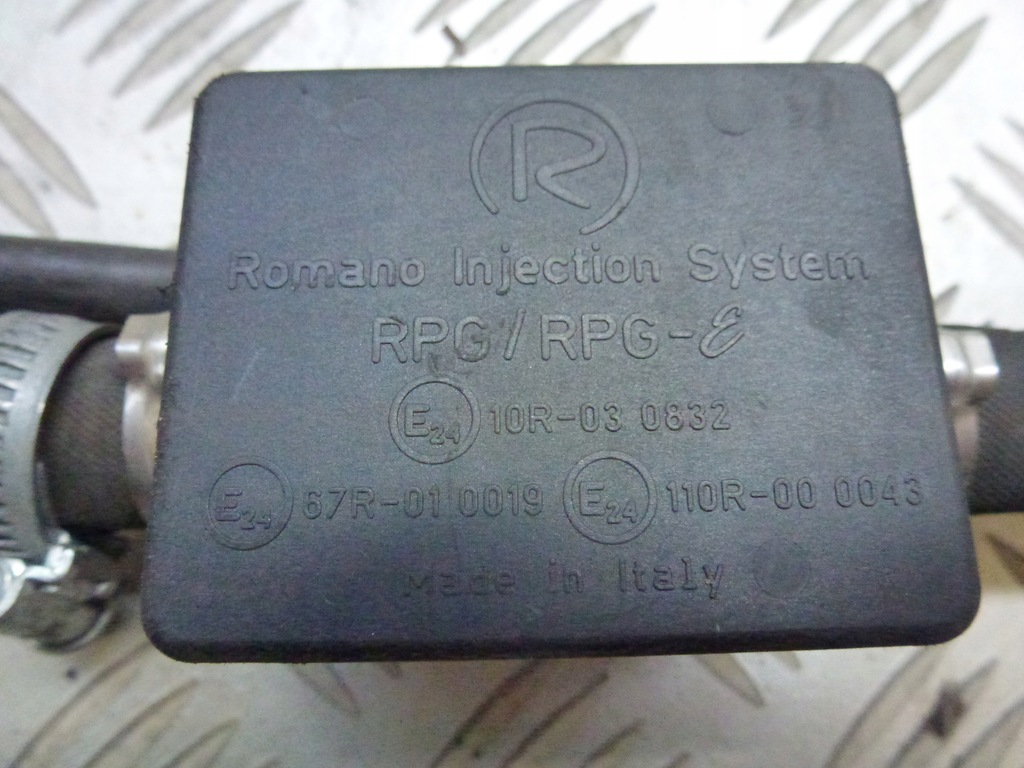 R
Romano Injection System
RPG/RPG-E
E24 10R-03 0832
E24 67R-01 0019 E24 110R-00 0043
Made in Italy